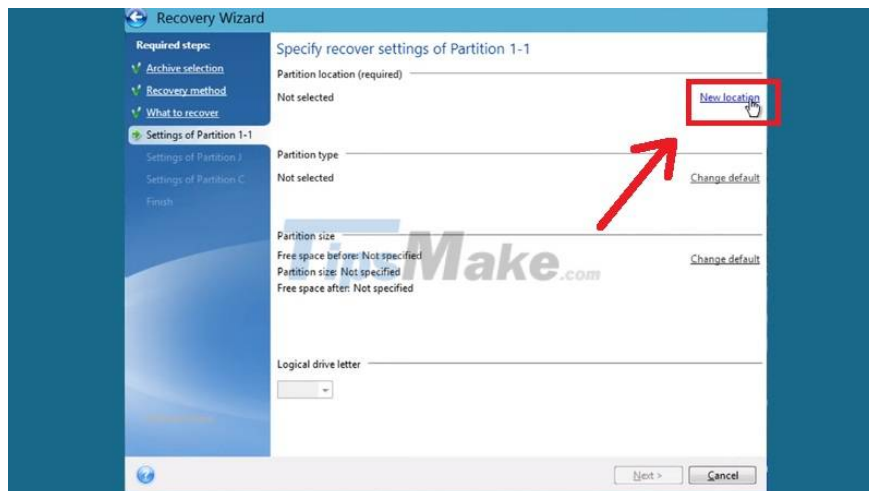 Recovery Wizard
Required steps:
Archive selection
Recovery method
What to recover
Settings of Partition 1-1
Settings of Partition J
Settings of Partition C
Finish
Specify recover settings of Partition 1-1
Partition location (required)
Not selected
New location
Partition type
Not selected
Change default
Partition size
Free space before: Not specified
Partition size: Not specified
Free space after: Not specified
Change default
TipsMake.com
Logical drive letter
Next >
Cancel